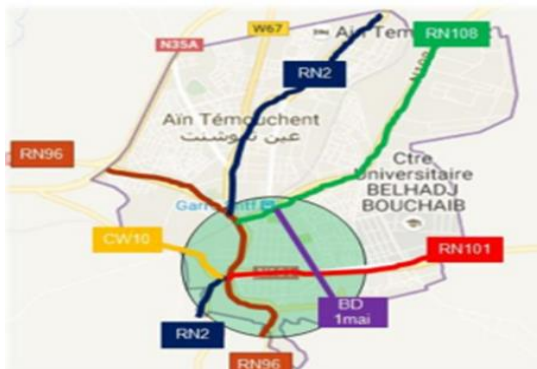 W67
Aïn Tem
RN108
N35A
RN2
N108
Aïn Témouchent
عين تموشنت
RN96
Ctre
Universitaire
BELHADJ
BOUCHAIB
CW10
RN101
BD
1mai
RN2
RN96